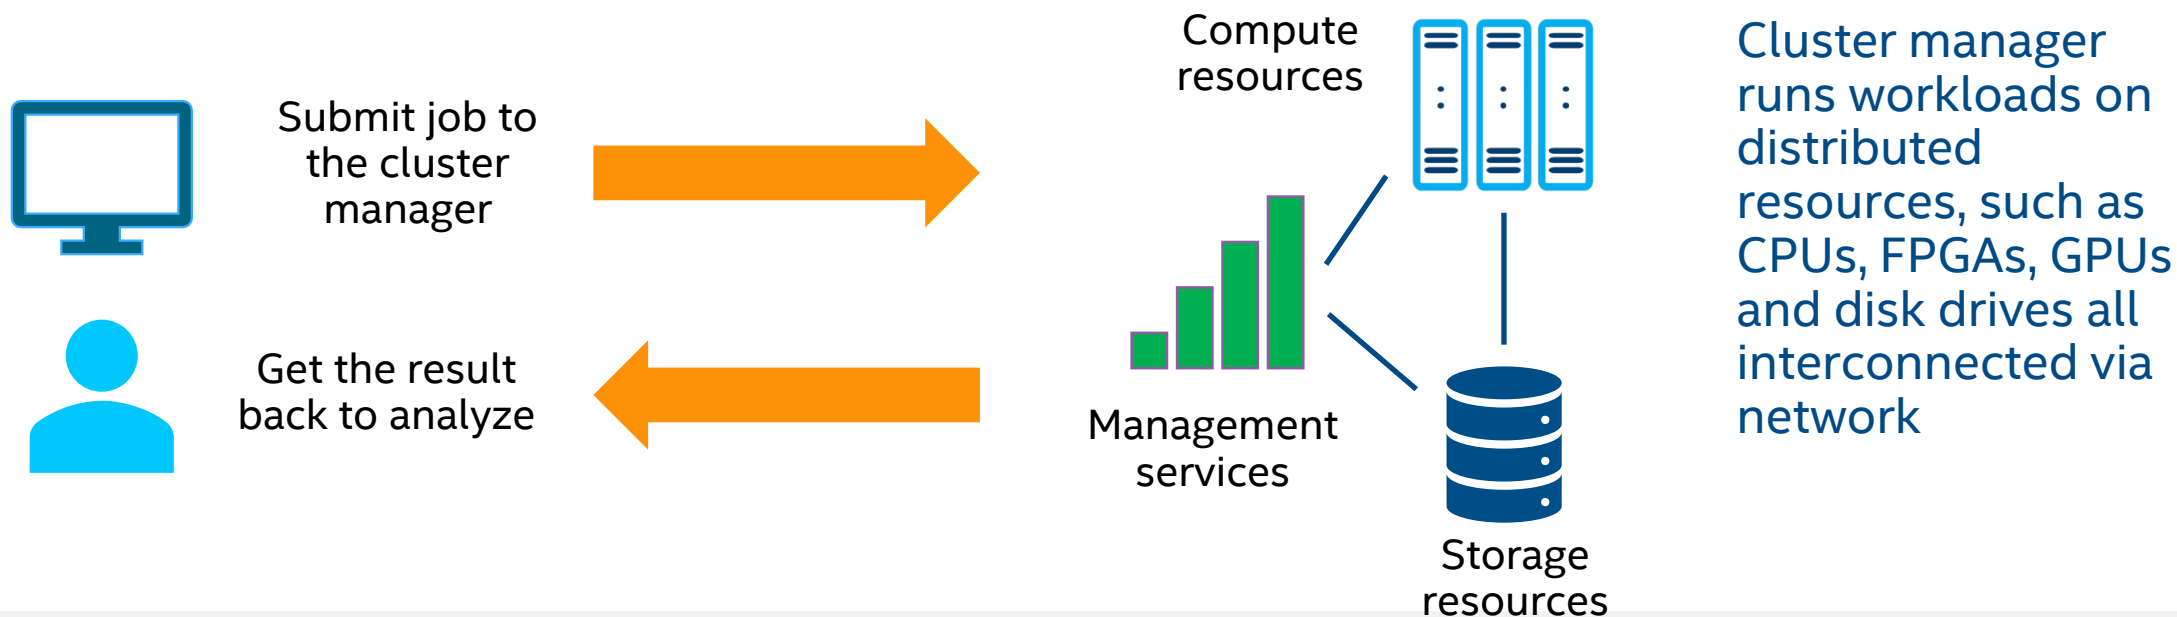 Submit job to
the cluster
manager
Get the result
back to analyze
Compute
resources
Management
services
Storage
resources
Cluster manager
runs workloads on
distributed
resources, such as
CPUs, FPGAs, GPUs
and disk drives all
interconnected via
network